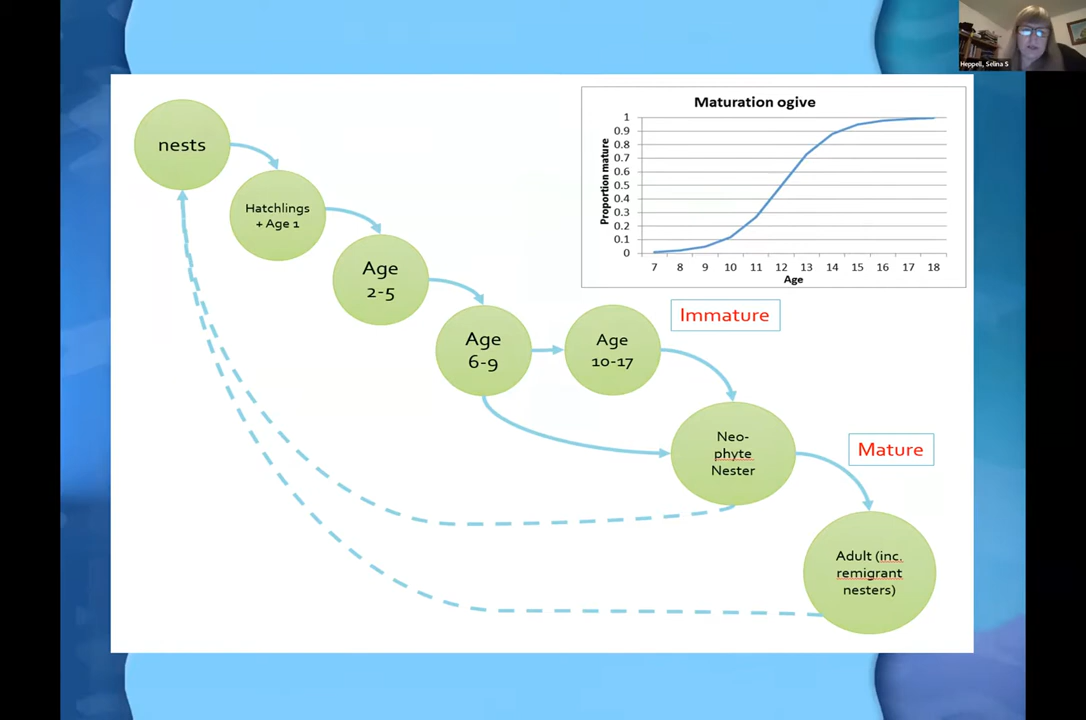 Heppell, Selina S
nests
Hatchlings
+ Age 1
Age
2-5
Age
6-9
Age
10-17
Immature
Neo-
phyte
Nester
Mature
Adult (inc.
remigrant
nesters)
Maturation ogive
Proportion mature
1
0.9
0.8
0.7
0.6
0.5
0.4
0.3
0.2
0.1
0
7 8 9 10 11 12 13 14 15 16 17 18
Age